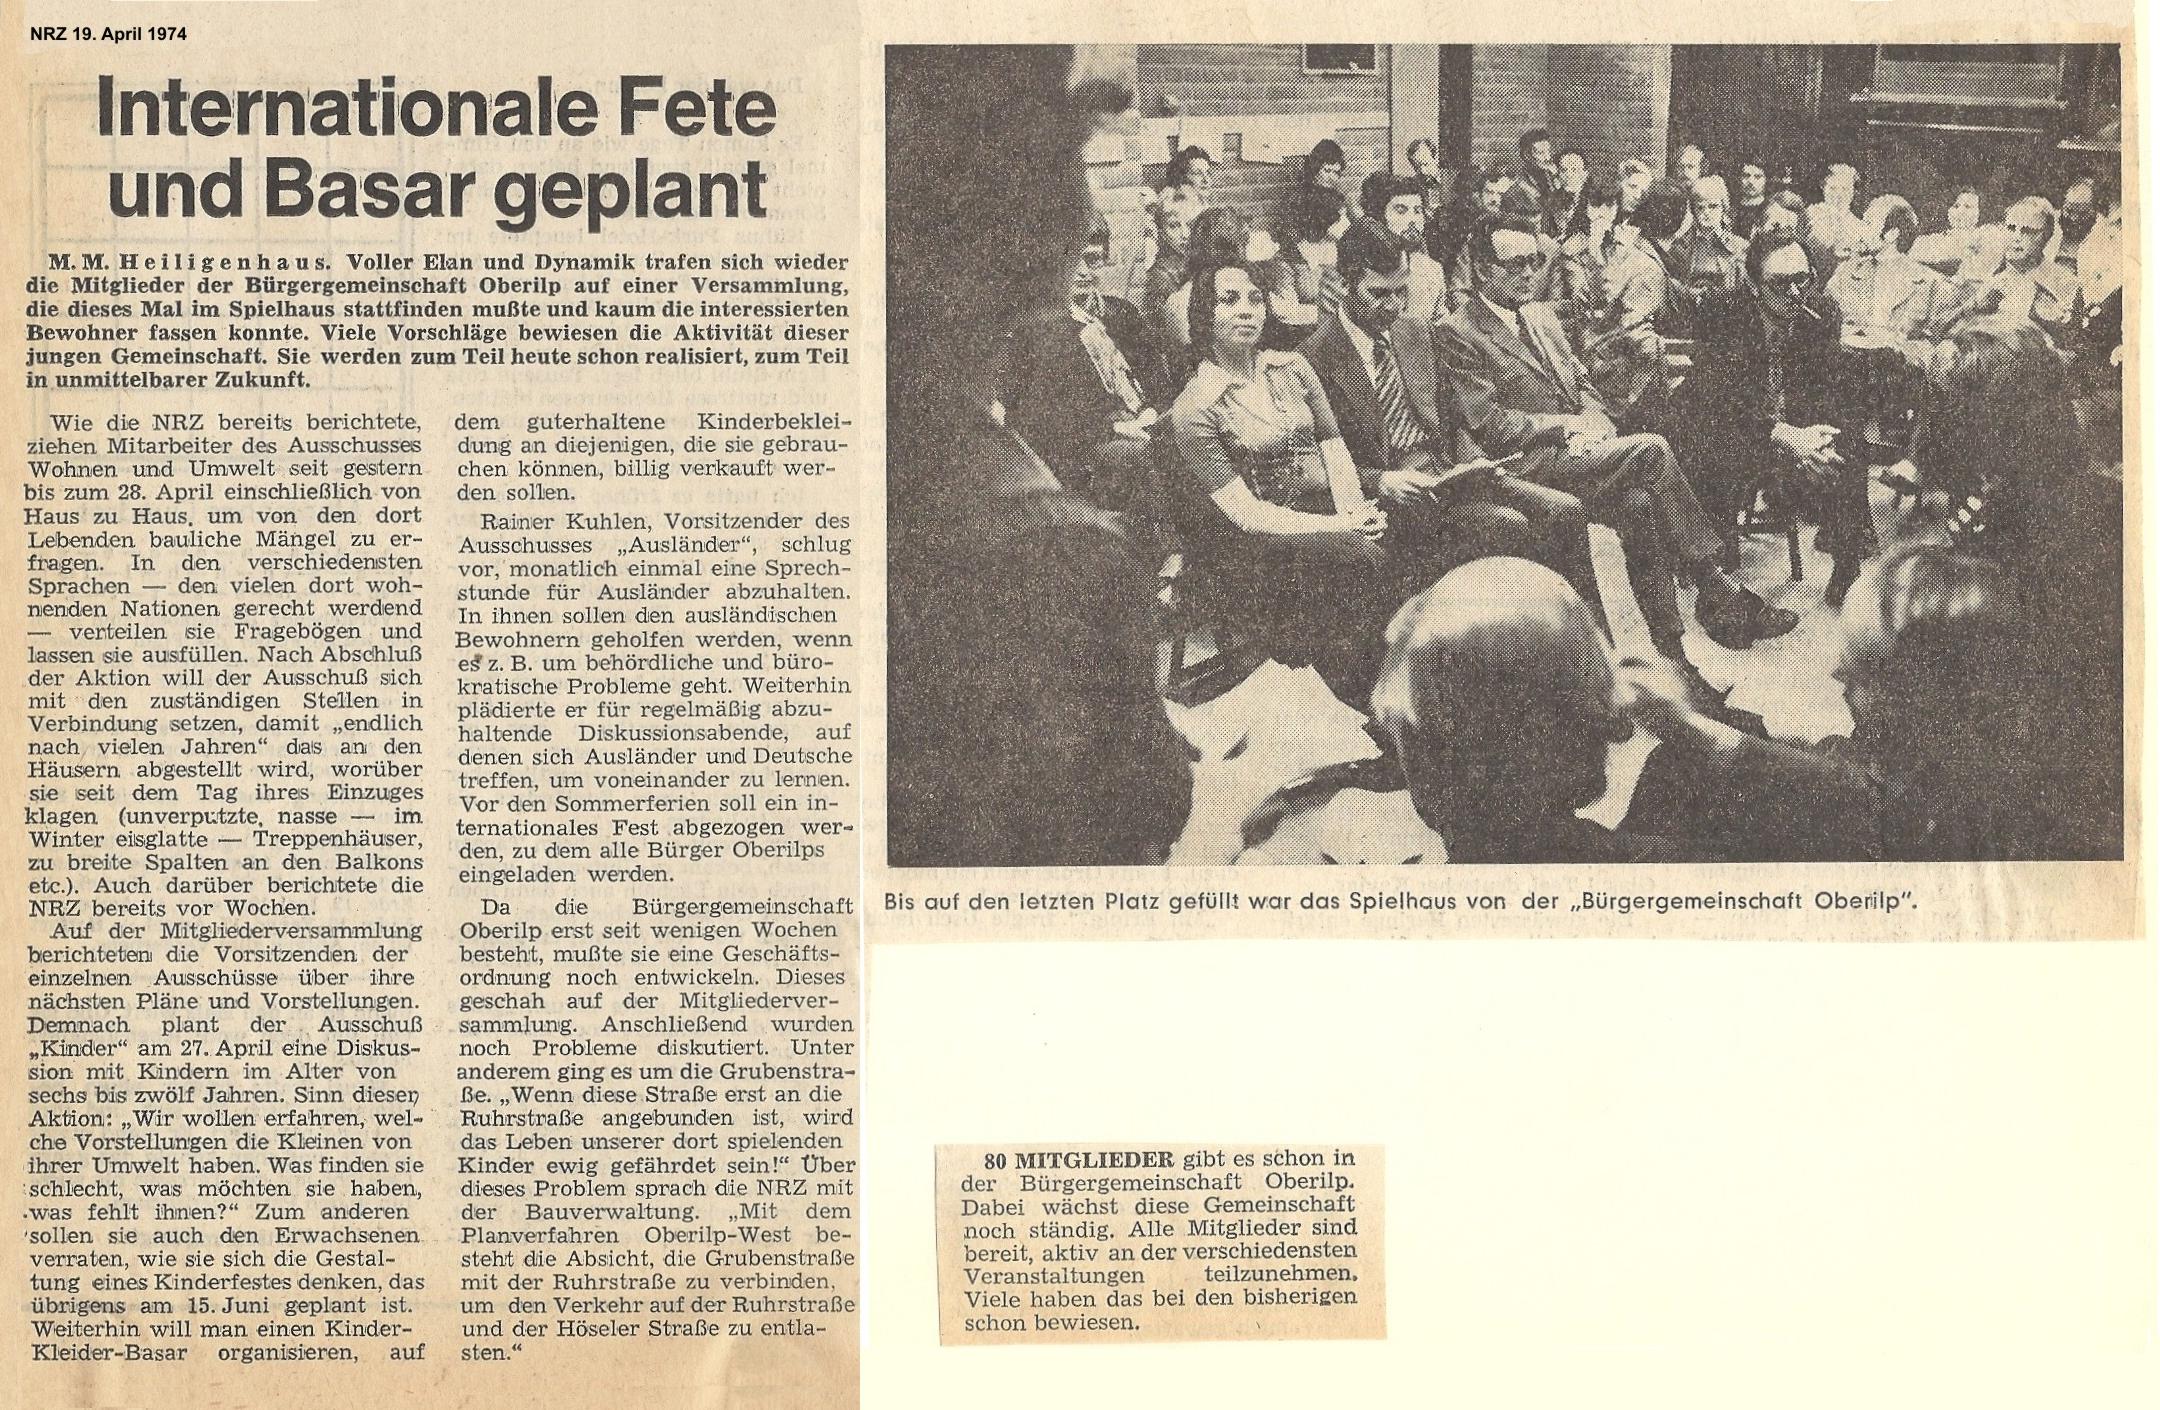 NRZ 19. April 1974
Internationale Fete
und Basar geplant
M. M. Heiligenhaus. Voller Elan und Dynamik trafen sich wieder
die Mitglieder der Bürgergemeinschaft Oberilp auf einer Versammlung,
die dieses Mal im Spielhaus stattfinden mußte und kaum die interessierten
Bewohner fassen konnte. Viele Vorschläge bewiesen die Aktivität dieser
jungen Gemeinschaft. Sie werden zum Teil heute schon realisiert, zum Teil
in unmittelbarer Zukunft.
Wie die NRZ bereits berichtete,
ziehen Mitarbeiter des Ausschusses
Wohnen und Umwelt seit gestern
bis zum 28. April einschließlich von
Haus zu Haus, um von den dort
Lebenden bauliche Mängel zu er-
fragen. In den verschiedensten
Sprachen — den vielen dort woh-
nenden Nationen gerecht werdend
— verteilen sie Fragebögen und
lassen sie ausfüllen. Nach Abschluß
der Aktion will der Ausschuß sich
mit den zuständigen Stellen in
Verbindung setzen, damit „endlich
nach vielen Jahren“ das an den
Häusern abgestellt wird, worüber
sie seit dem Tag ihres Einzuges
klagen (unverputzte, nasse — im
Winter eisglatte — Treppenhäuser,
zu breite Spalten an den Balkons
etc.). Auch darüber berichtete die
NRZ bereits vor Wochen.
Auf der Mitgliederversammlung
berichteten die Vorsitzenden der
einzelnen Ausschüsse über ihre
nächsten Pläne und Vorstellungen.
Demnach plant der Ausschuß
„Kinder“ am 27. April eine Diskus-
sion mit Kindern im Alter von
sechs bis zwölf Jahren. Sinn dieser
Aktion: „Wir wollen erfahren, wel-
che Vorstellungen die Kleinen von
ihrer Umwelt haben. Was finden sie
schlecht, was möchten sie haben,
was fehlt ihnen?“ Zum anderen
sollen sie auch den Erwachsenen
verraten, wie sie sich die Gestal-
tung eines Kinderfestes denken, das
übrigens am 15. Juni geplant ist.
Weiterhin will man einen Kinder-
Kleider-Basar organisieren, auf
dem guterhaltene Kinderbeklei-
dung an diejenigen, die sie gebrau-
chen können, billig verkauft wer-
den sollen.
Rainer Kuhlen, Vorsitzender des
Ausschusses „Ausländer“, schlug
vor, monatlich einmal eine Sprech-
stunde für Ausländer abzuhalten.
In ihnen sollen den ausländischen
Bewohnern geholfen werden, wenn
es z. B. um behördliche und büro-
kratische Probleme geht. Weiterhin
plädierte er für regelmäßig abzu-
haltende Diskussionsabende, auf
denen sich Ausländer und Deutsche
treffen, um voneinander zu lernen.
Vor den Sommerferien soll ein in-
ternationales Fest abgezogen wer-
den, zu dem alle Bürger Oberilps
eingeladen werden.
Da die Bürgergemeinschaft
Oberilp erst seit wenigen Wochen
besteht, mußte sie eine Geschäfts-
ordnung noch entwickeln. Dieses
geschah auf der Mitgliederver-
sammlung. Anschließend wurden
noch Probleme diskutiert. Unter
anderem ging es um die Grubenstra-
ße. „Wenn diese Straße erst an die
Ruhrstraße angebunden ist, wird
das Leben unserer dort spielenden
Kinder ewig gefährdet sein!“ Über
dieses Problem sprach die NRZ mit
der Bauverwaltung. „Mit dem
Planverfahren Oberilp-West be-
steht die Absicht, die Grubenstraße
mit der Ruhrstraße zu verbinden,
um den Verkehr auf der Ruhrstraße
und der Höseler Straße zu entla-
sten.“
Bis auf den letzten Platz gefüllt war das Spielhaus von der „Bürgergemeinschaft Oberilp“.
80 MITGLIEDER gibt es schon in
der Bürgergemeinschaft Oberilp.
Dabei wächst diese Gemeinschaft
noch ständig. Alle Mitglieder sind
bereit, aktiv an der verschiedensten
Veranstaltungen teilzunehmen.
Viele haben das bei den bisherigen
schon bewiesen.